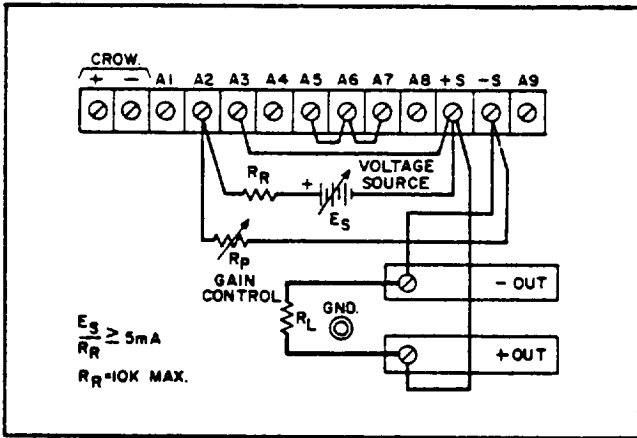 CROW.
+ - A1 A2 A3 A4 A5 A6 A7 A8 +S -S A9
RR
+
VOLTAGE
SOURCE
ES
RP
GAIN
CONTROL
- OUT
RL
GND.
+ OUT
ES
RR
≥ 5mA
RR=10K MAX.